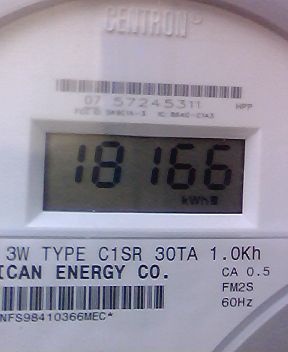 CENTRON®
07 57245311 HPP
18166
kWh
3W TYPE C1SR 30TA 1.0Kh
ICAN ENERGY CO.
CA 0.5
FM2S
60Hz
NFS98410366MEC*